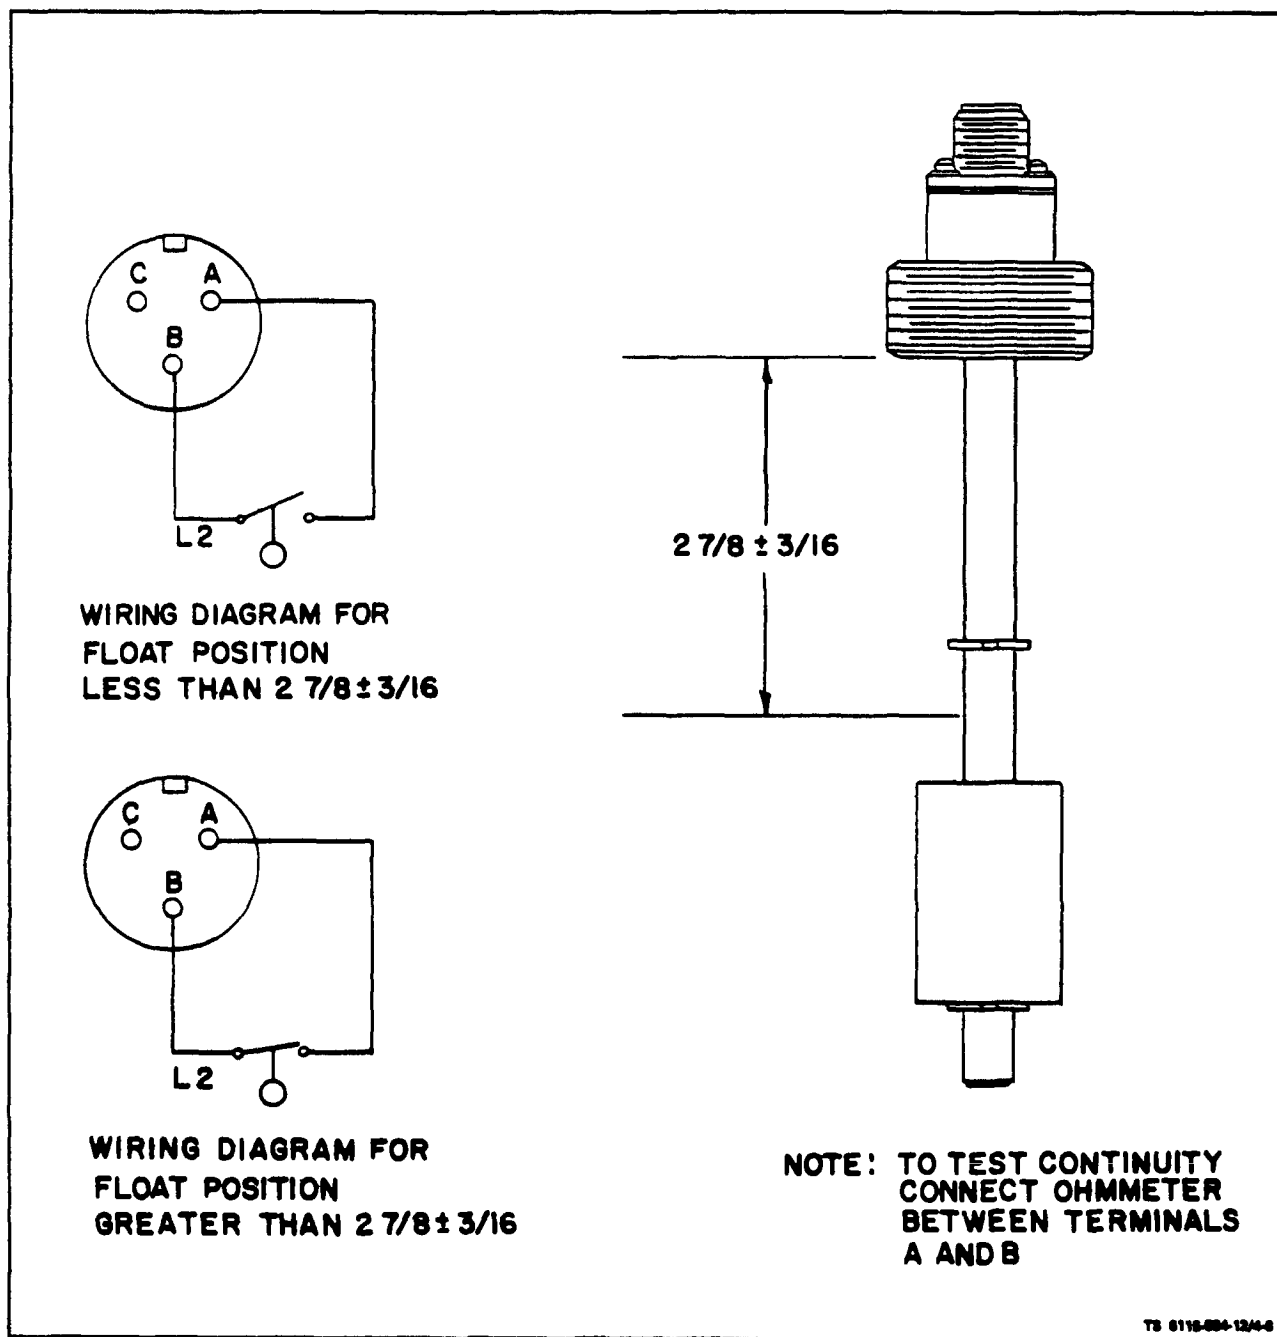 C A
B
L2
WIRING DIAGRAM FOR
FLOAT POSITION
LESS THAN 2 7/8 ± 3/16
C A
B
L2
WIRING DIAGRAM FOR
FLOAT POSITION
GREATER THAN 2 7/8 ± 3/16
2 7/8 ± 3/16
NOTE: TO TEST CONTINUITY
CONNECT OHMMETER
BETWEEN TERMINALS
A AND B
TS